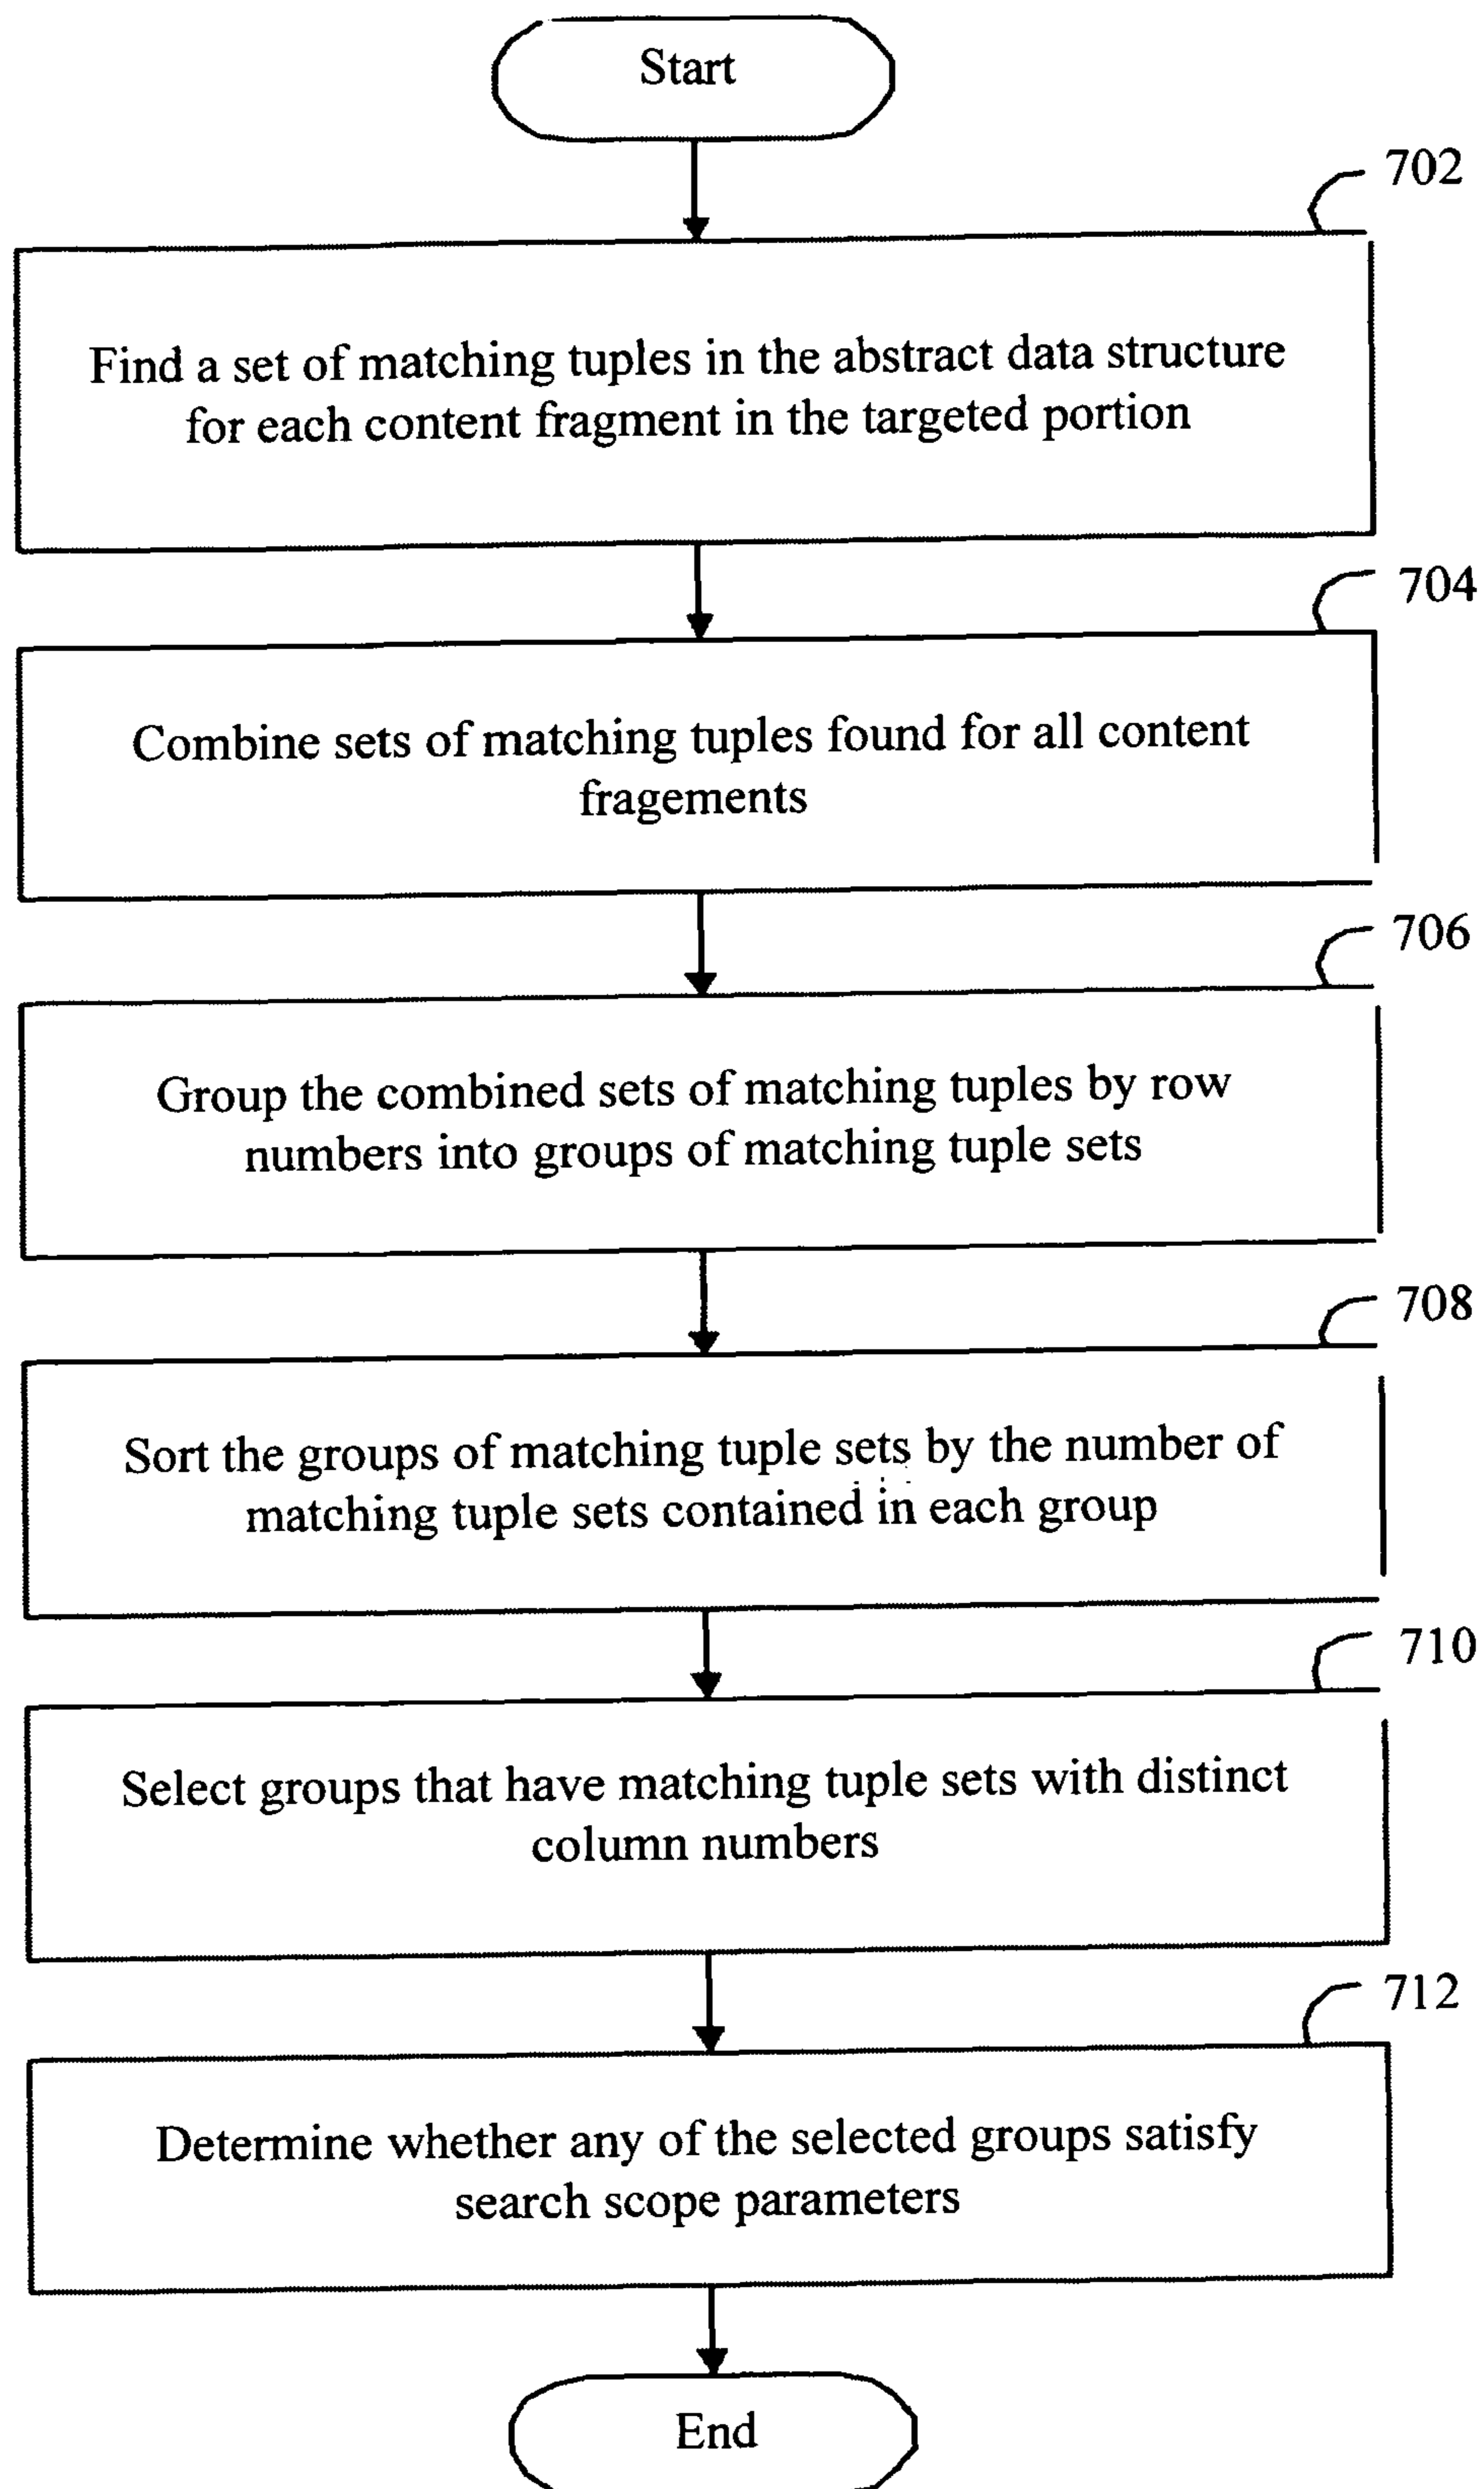 Start
702
Find a set of matching tuples in the abstract data structure
for each content fragment in the targeted portion
704
Combine sets of matching tuples found for all content
fragements
706
Group the combined sets of matching tuples by row
numbers into groups of matching tuple sets
708
Sort the groups of matching tuple sets by the number of
matching tuple sets contained in each group
710
Select groups that have matching tuple sets with distinct
column numbers
712
Determine whether any of the selected groups satisfy
search scope parameters
End